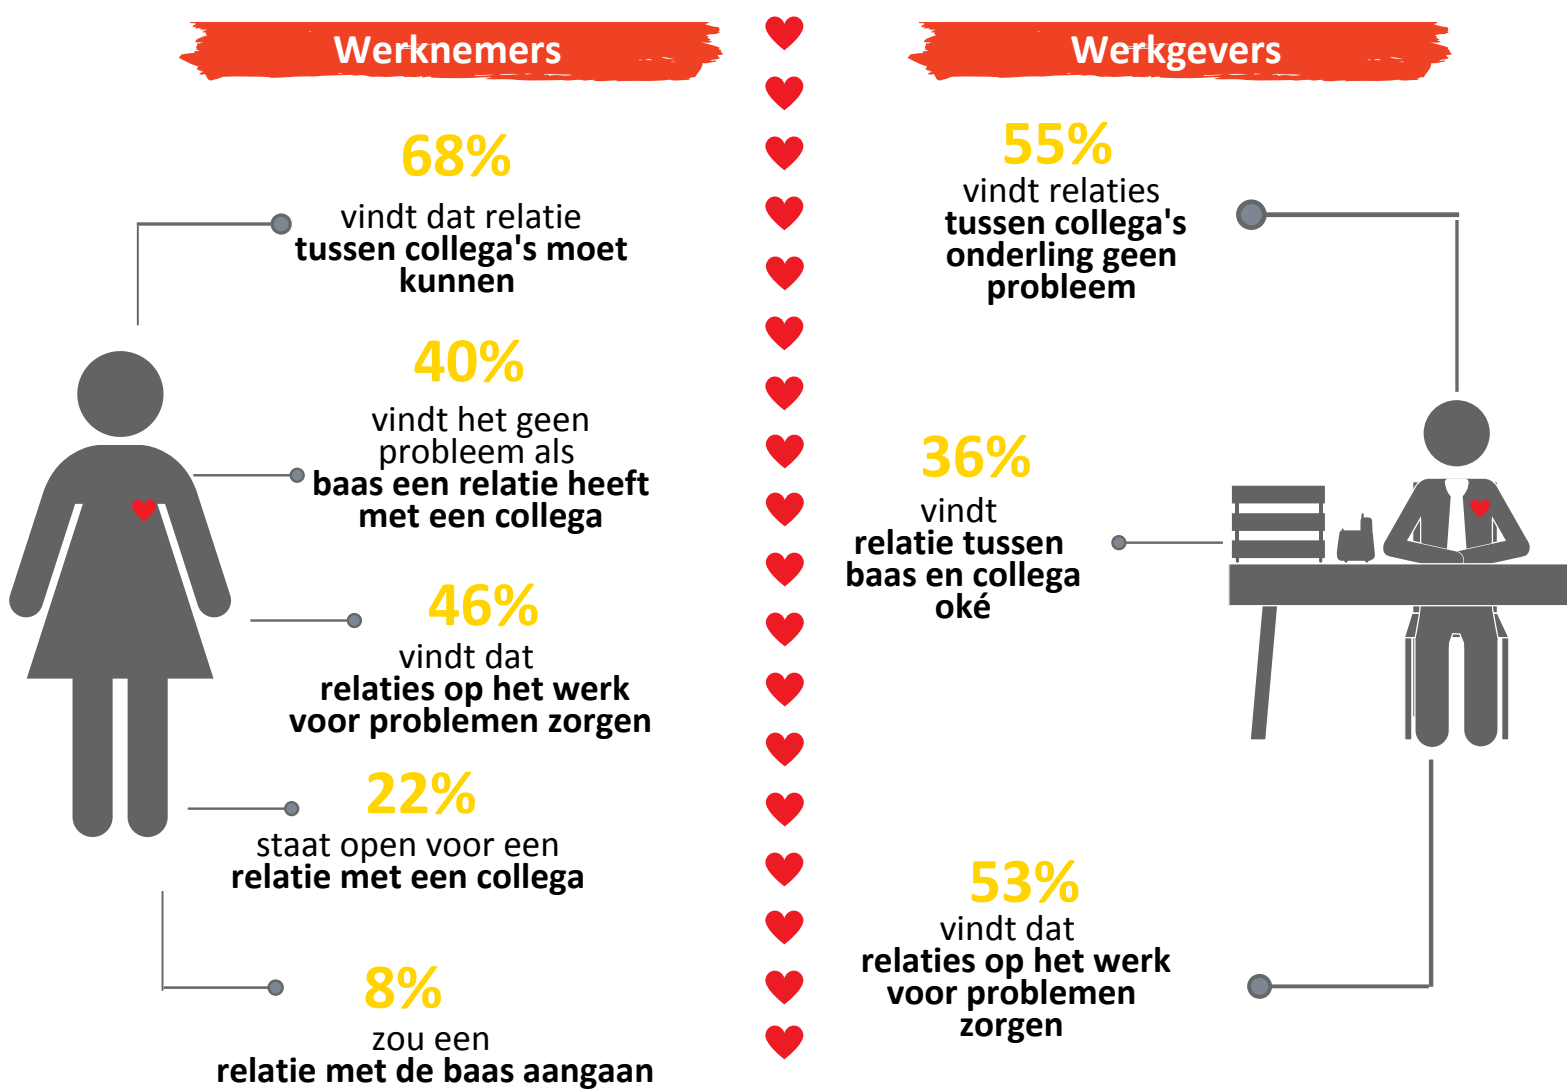 Werknemers
68%
vindt dat relatie
tussen collega's moet
kunnen
40%
vindt het geen
probleem als
baas een relatie heeft
met een collega
46%
vindt dat
relaties op het werk
voor problemen zorgen
22%
staat open voor een
relatie met een collega
8%
zou een
relatie met de baas aangaan
Werkgevers
55%
vindt relaties
tussen collega's
onderling geen
probleem
36%
vindt
relatie tussen
baas en collega
oké
53%
vindt dat
relaties op het werk
voor problemen
zorgen